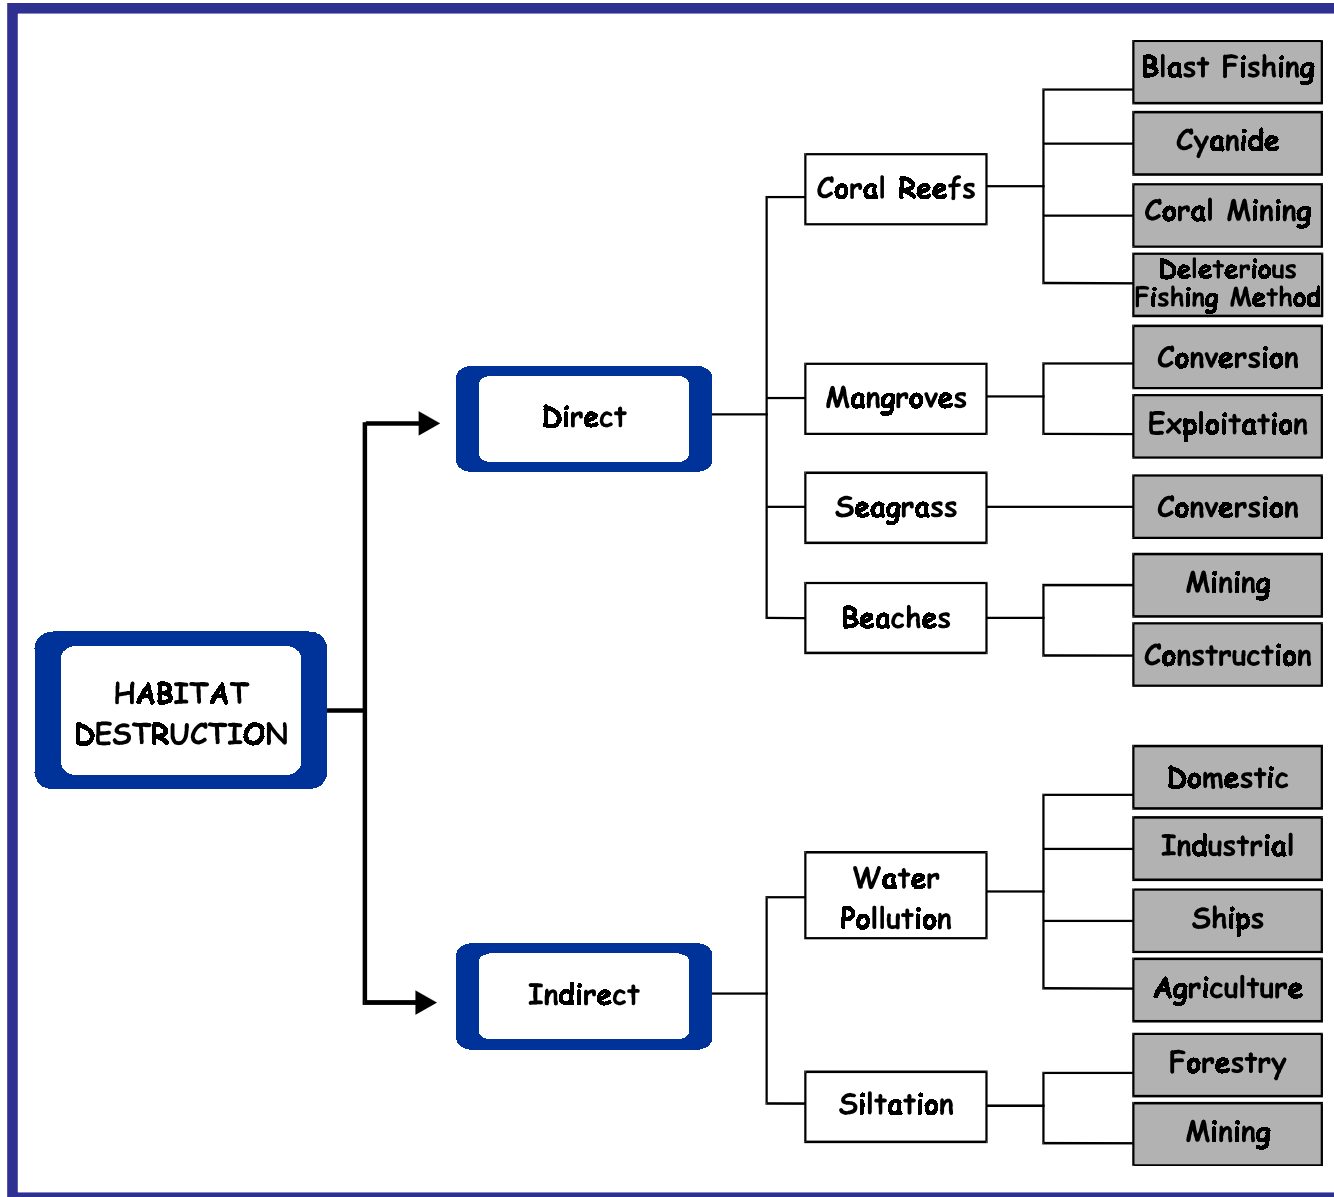 HABITAT
DESTRUCTION
Direct
Coral Reefs
Blast Fishing
Cyanide
Coral Mining
Deleterious
Fishing Method
Mangroves
Conversion
Exploitation
Seagrass
Conversion
Beaches
Mining
Construction
Indirect
Water
Pollution
Domestic
Industrial
Ships
Agriculture
Siltation
Forestry
Mining